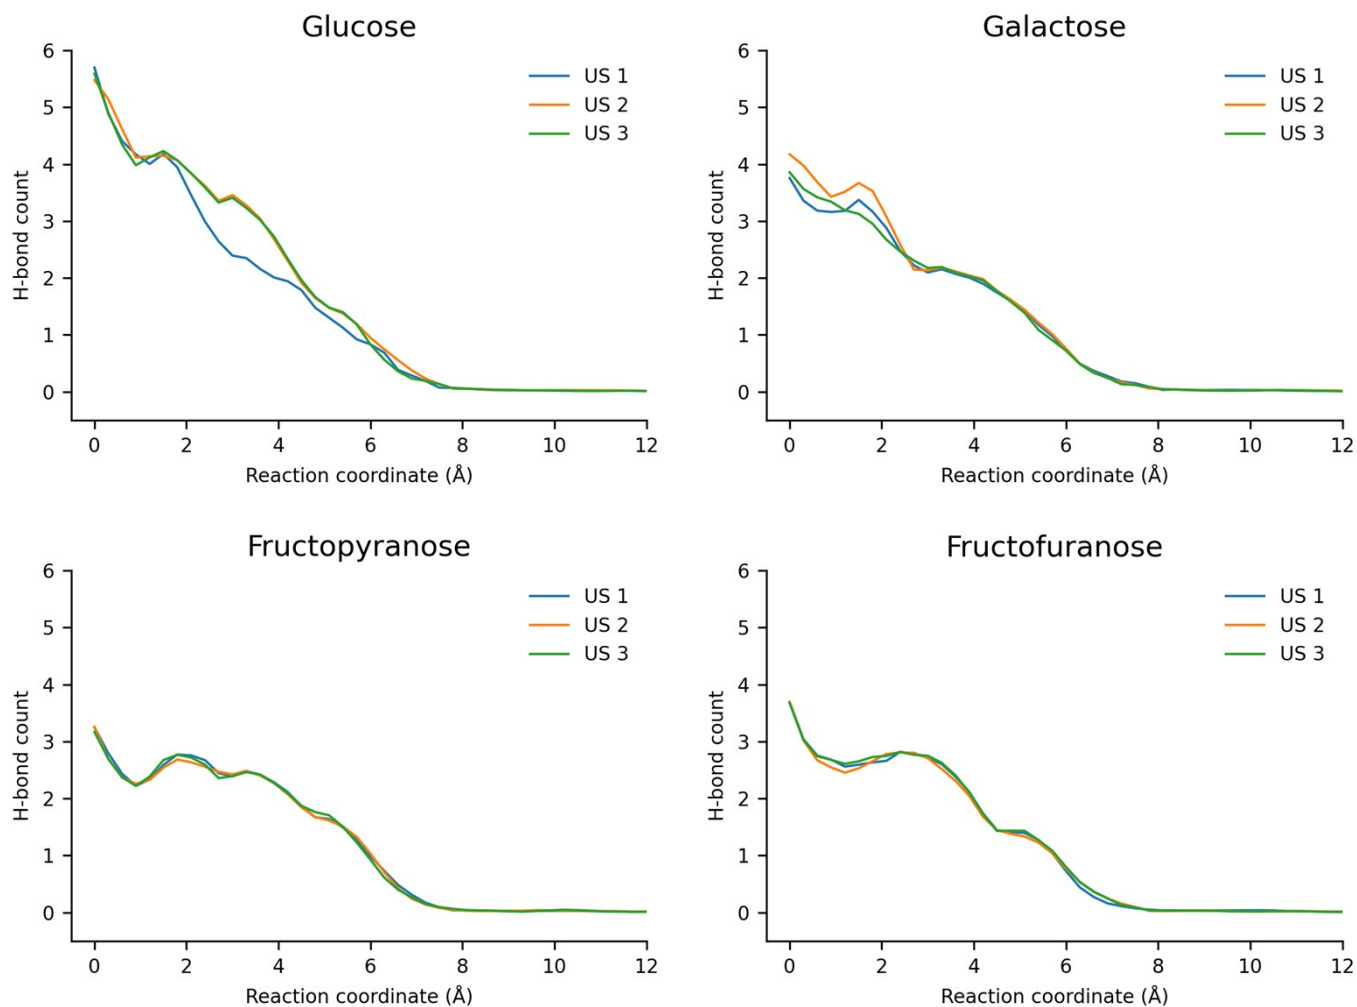 Glucose
6
5
4
3
2
1
0
H-bond count
US 1
US 2
US 3
0 2 4 6 8 10 12
Reaction coordinate (Å)
Galactose
6
5
4
3
2
1
0
H-bond count
US 1
US 2
US 3
0 2 4 6 8 10 12
Reaction coordinate (Å)
Fructopyranose
6
5
4
3
2
1
0
H-bond count
US 1
US 2
US 3
0 2 4 6 8 10 12
Reaction coordinate (Å)
Fructofuranose
6
5
4
3
2
1
0
H-bond count
US 1
US 2
US 3
0 2 4 6 8 10 12
Reaction coordinate (Å)